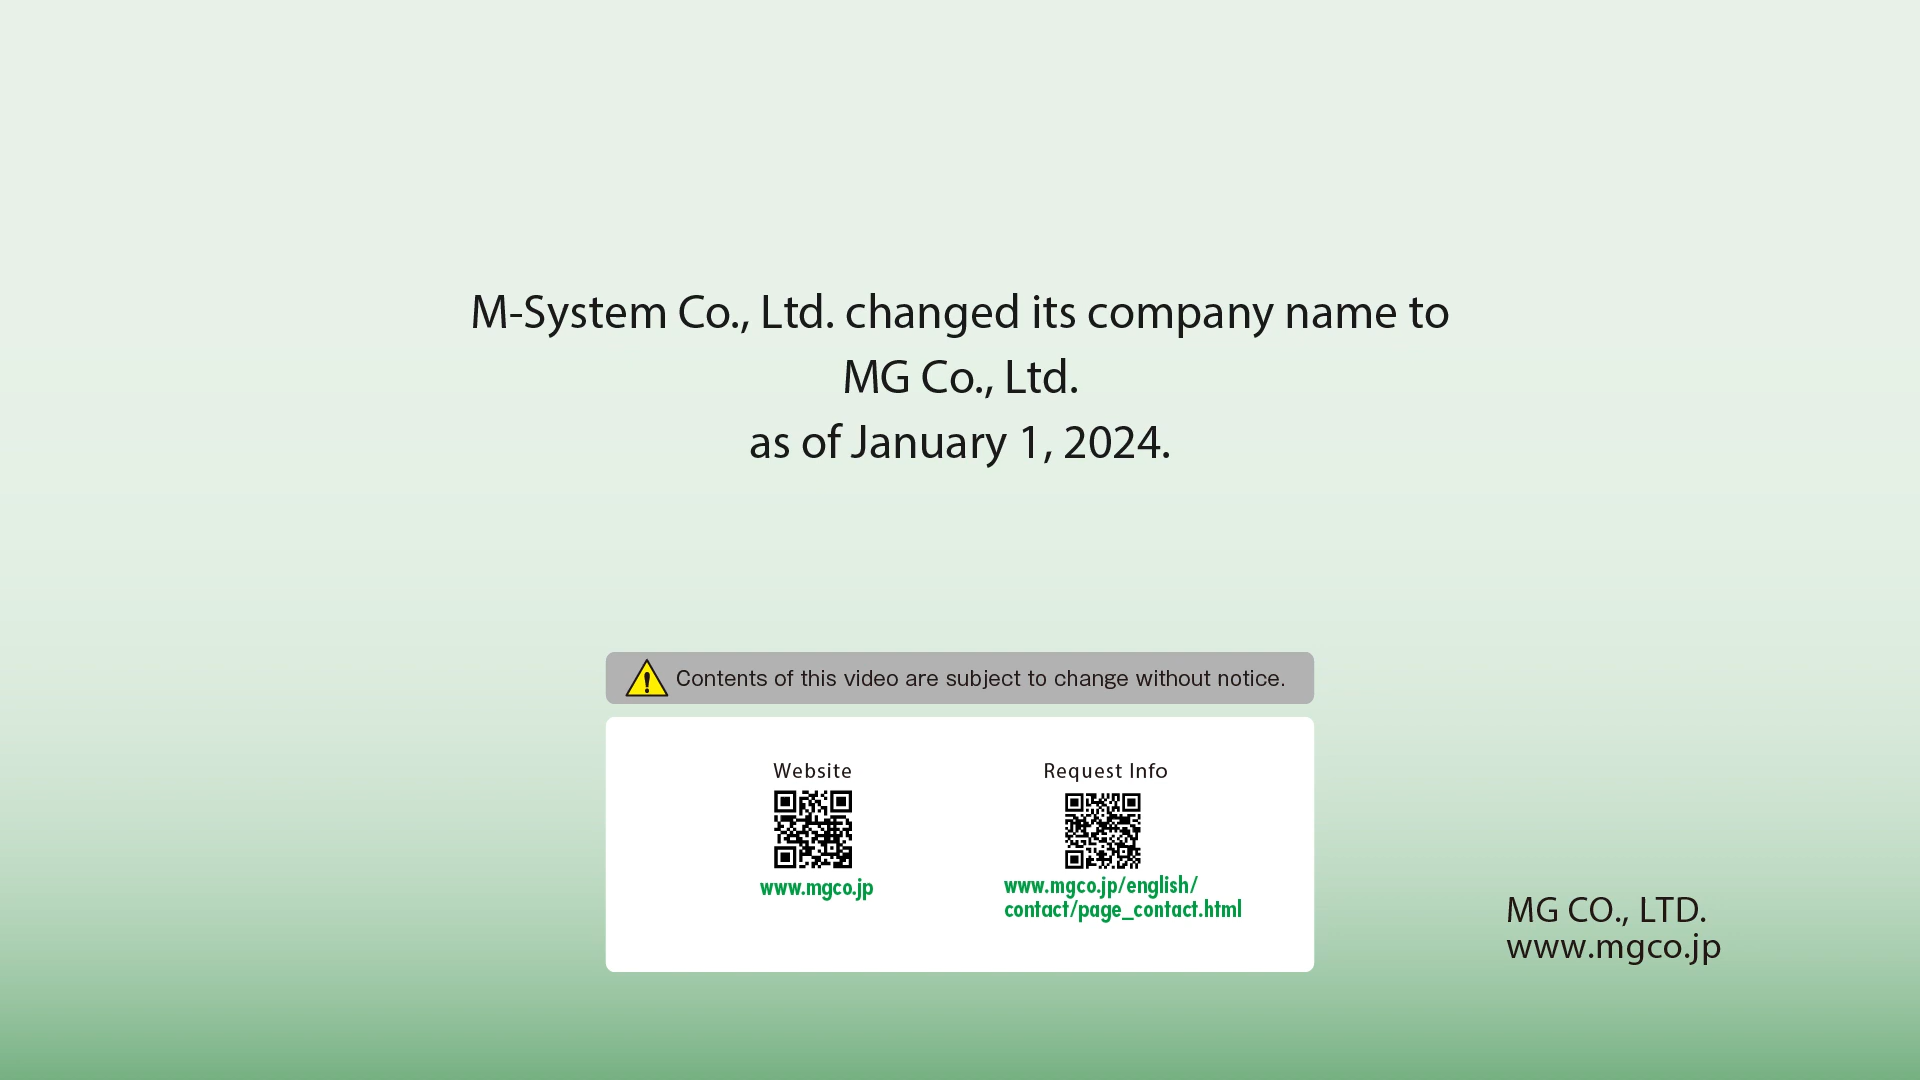 M-System Co., Ltd. changed its company name to
MG Co., Ltd.
as of January 1, 2024.
Contents of this video are subject to change without notice.
Website
www.mgco.jp
Request Info
www.mgco.jp/english/
contact/page_contact.html
MG CO., LTD.
www.mgco.jp